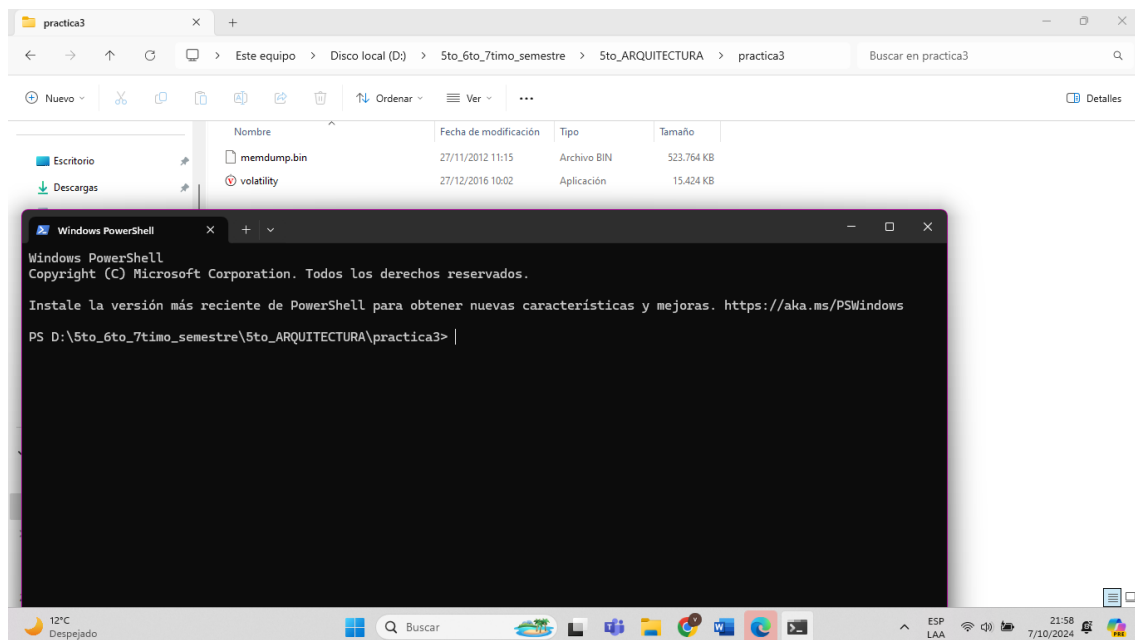 practica3
Este equipo > Disco local (D:) > 5to_6to_7timo_semestre > 5to_ARQUITECTURA > practica3
Buscar en practica3
Nuevo
Ordenar
Ver
Detalles
Nombre Fecha de modificación Tipo Tamaño
Escritorio
memdump.bin 27/11/2012 11:15 Archivo BIN 523.764 KB
Descargas
volatility 27/12/2016 10:02 Aplicación 15.424 KB
Windows PowerShell
Windows PowerShell
Copyright (C) Microsoft Corporation. Todos los derechos reservados.
Instale la versión más reciente de PowerShell para obtener nuevas características y mejoras. https://aka.ms/PSWindows
PS D:\5to_6to_7timo_semestre\5to_ARQUITECTURA\practica3>
12°C
Despejado
Buscar
ESP
LAA
21:58
7/10/2024
PRE